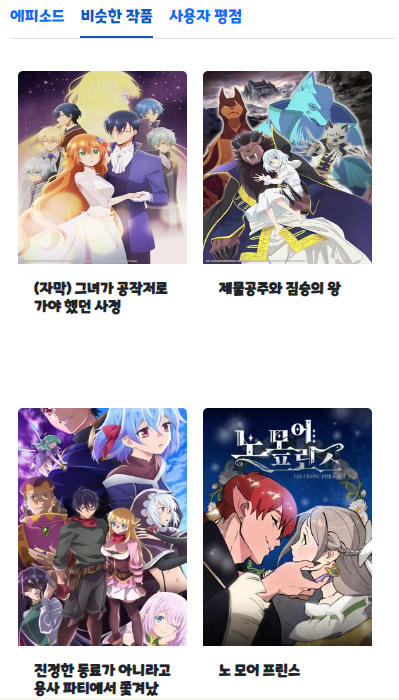 에피소드 비슷한 작품 사용자 평점
(자막) 그녀가 공작저로
가야 했던 사정
제물공주와 짐승의 왕
노 모어
프린스
진정한 동료가 아니라고
용사 파티에서 쫓겨났
노 모어 프린스